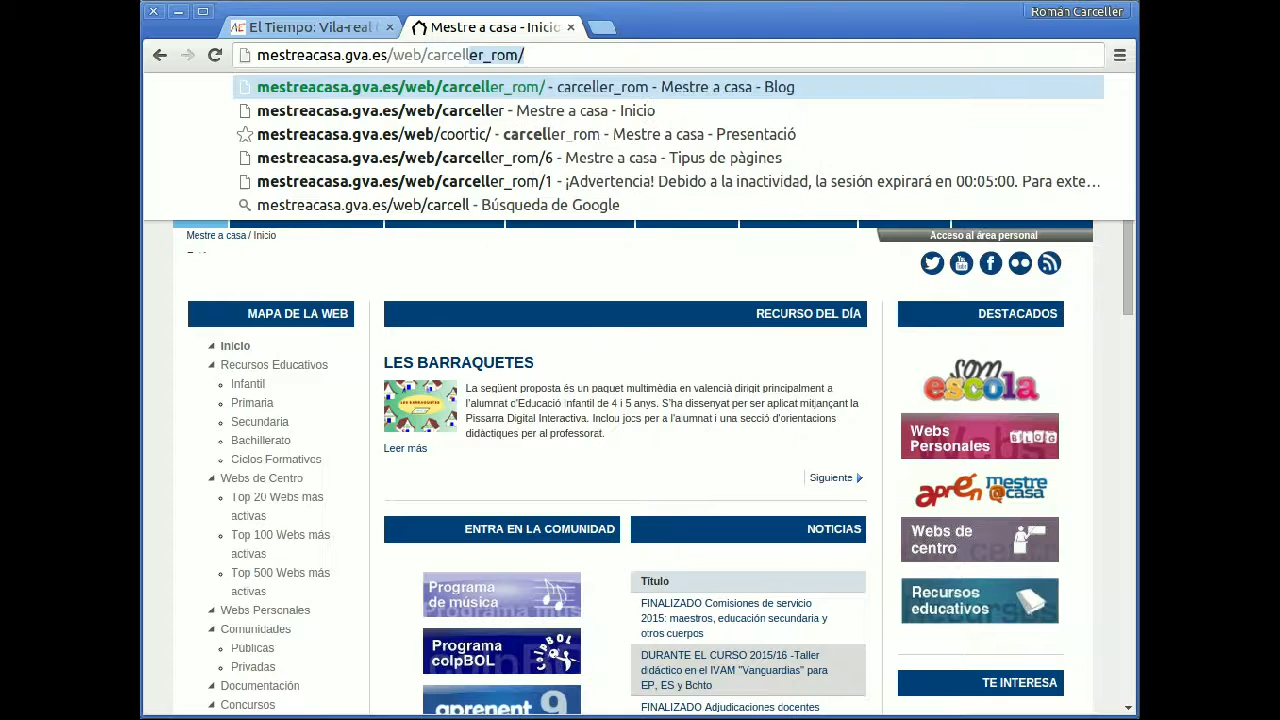 Román Carceller
El Tiempo: Vila-real (
Mestre a casa - Inicio
mestreacasa.gva.es/web/carceller_rom/
mestreacasa.gva.es/web/carceller_rom/ - carceller_rom - Mestre a casa - Blog
mestreacasa.gva.es/web/carceller - Mestre a casa - Inicio
mestreacasa.gva.es/web/coortic/ - carceller_rom - Mestre a casa - Presentació
mestreacasa.gva.es/web/carceller_rom/6 - Mestre a casa - Tipus de pàgines
mestreacasa.gva.es/web/carceller_rom/1 - ¡Advertencia! Debido a la inactividad, la sesión expirará en 00:05:00. Para exte...
mestreacasa.gva.es/web/carcell - Búsqueda de Google
Mestre a casa / Inicio
Acceso al área personal
MAPA DE LA WEB
Inicio
Recursos Educativos
Infantil
Primaria
Secundaria
Bachillerato
Ciclos Formativos
Webs de Centro
Top 20 Webs más
activas
Top 100 Webs más
activas
Top 500 Webs más
activas
Webs Personales
Comunidades
Públicas
Privadas
Documentación
Concursos
RECURSO DEL DÍA
LES BARRAQUETES
LES BARRAQUETES
La següent proposta és un paquet multimèdia en valencià dirigit principalment a
l'alumnat d'Educació Infantil de 4 i 5 anys. S'ha dissenyat per ser aplicat mitjançant la
Pissarra Digital Interactiva. Inclou jocs per a l'alumnat i una secció d'orientacions
didàctiques per al professorat.
Leer más
Siguiente
ENTRA EN LA COMUNIDAD
Programa
de música
Programa
colpBOL
aprenent 9
NOTICIAS
Título
FINALIZADO Comisiones de servicio
2015: maestros, educación secundaria y
otros cuerpos
DURANTE EL CURSO 2015/16 -Taller
didáctico en el IVAM "Vanguardias" para
EP, ES y Bchto
FINALIZADO Adjudicaciones docentes
DESTACADOS
som
escola
Webs
Personales
BLOG
aprén mestre
@casa
Webs de
centro
Recursos
educativos
TE INTERESA